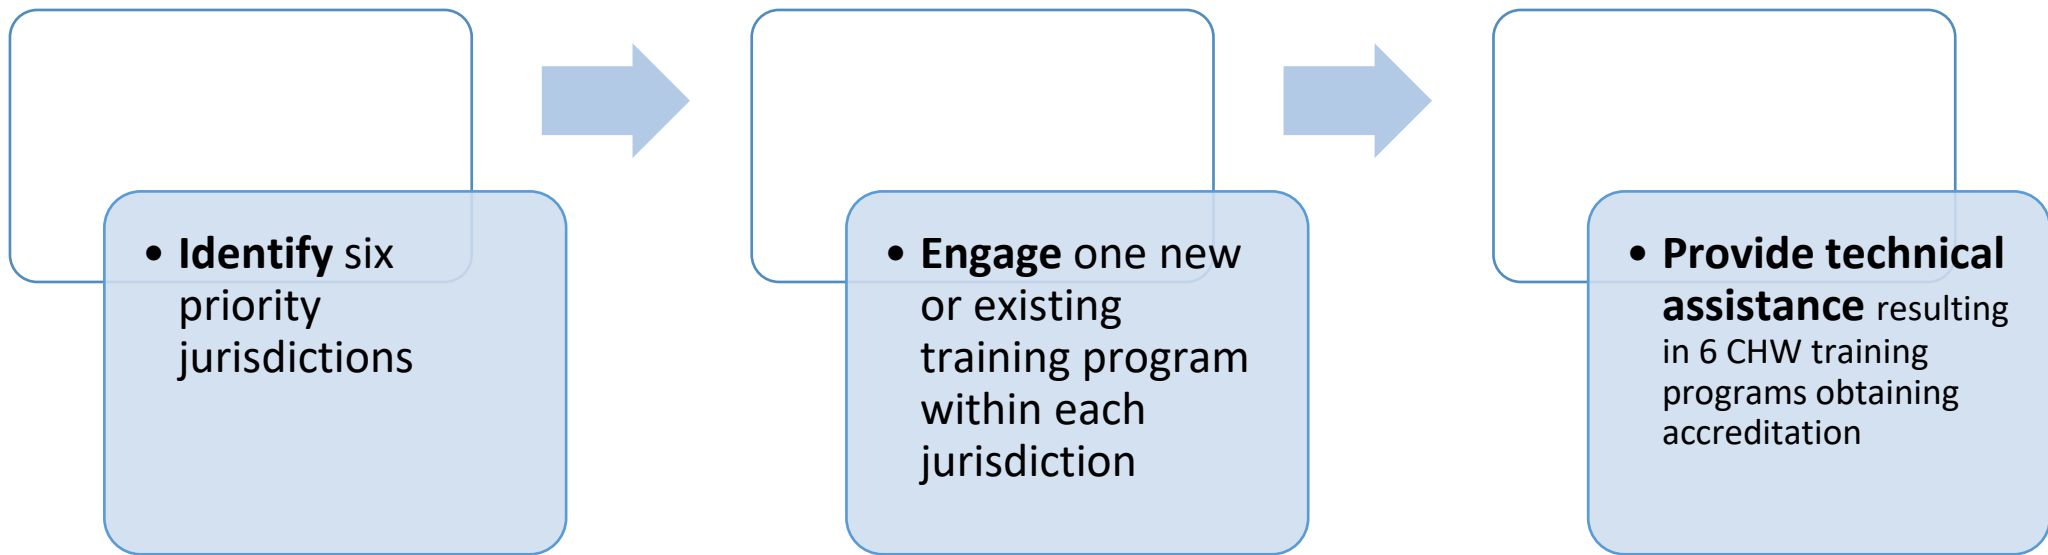 • Identify six
priority
jurisdictions
• Engage one new
or existing
training program
within each
jurisdiction
• Provide technical
assistance resulting
in 6 CHW training
programs obtaining
accreditation